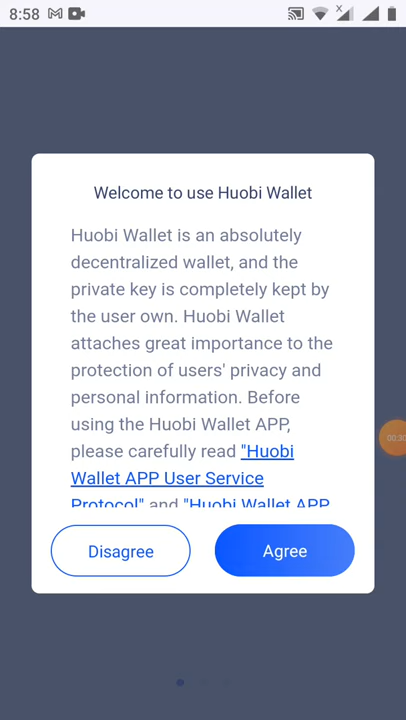 8:58
x
Welcome to use Huobi Wallet
Huobi Wallet is an absolutely
decentralized wallet, and the
private key is completely kept by
the user own. Huobi Wallet
attaches great importance to the
protection of users' privacy and
personal information. Before
using the Huobi Wallet APP,
please carefully read "Huobi
Wallet APP User Service
Protocol" and "Huobi Wallet APP
Disagree
Agree